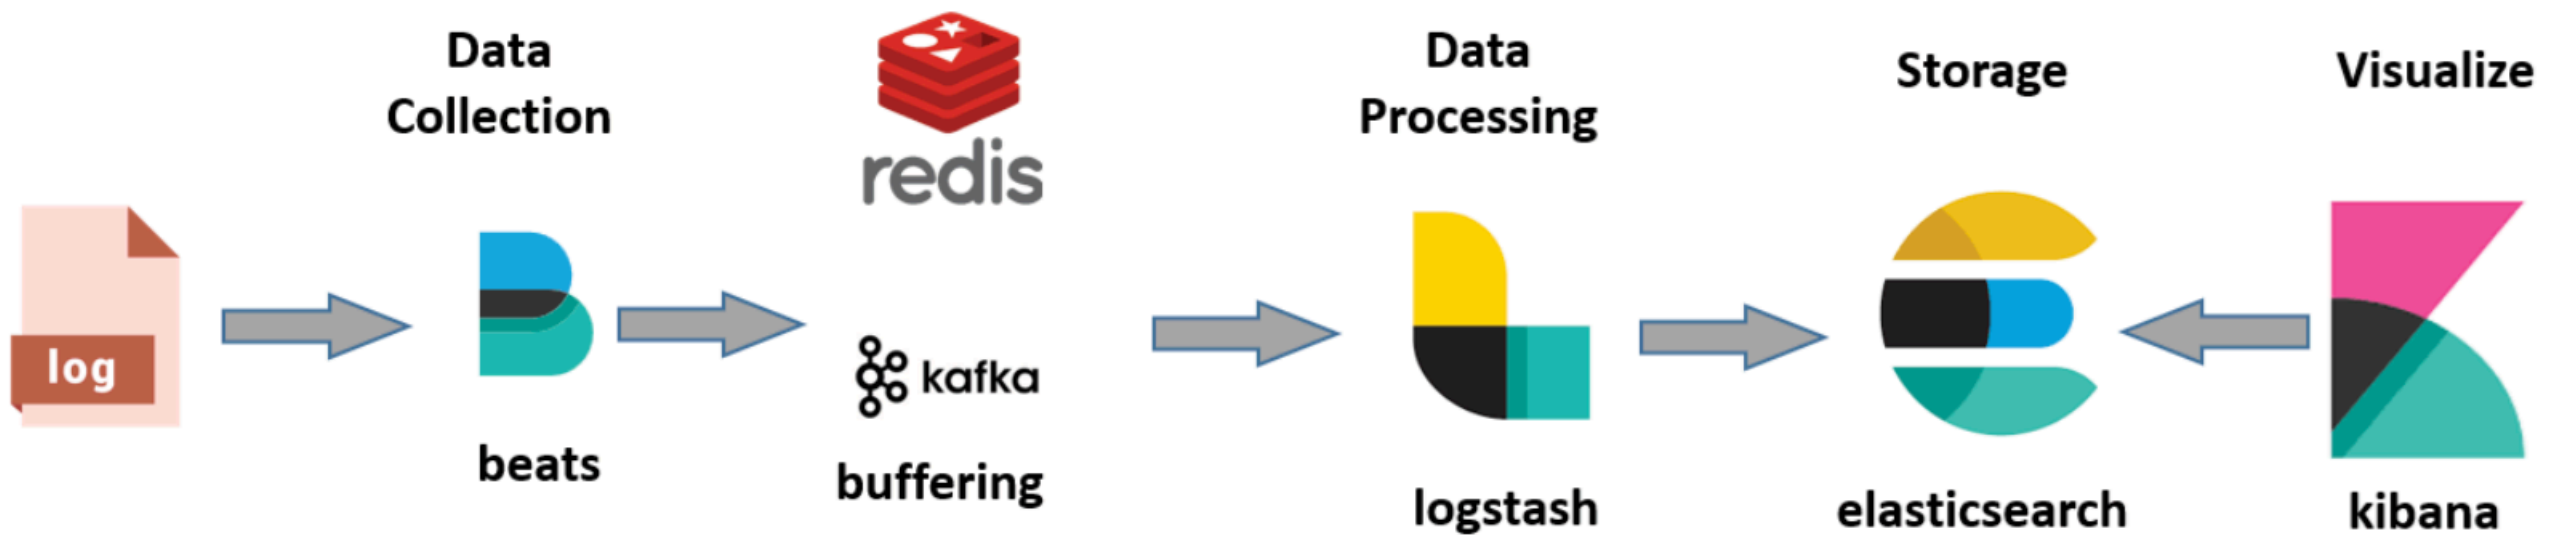 log
Data
Collection
beats
redis
kafka
buffering
Data
Processing
logstash
Storage
elasticsearch
Visualize
kibana